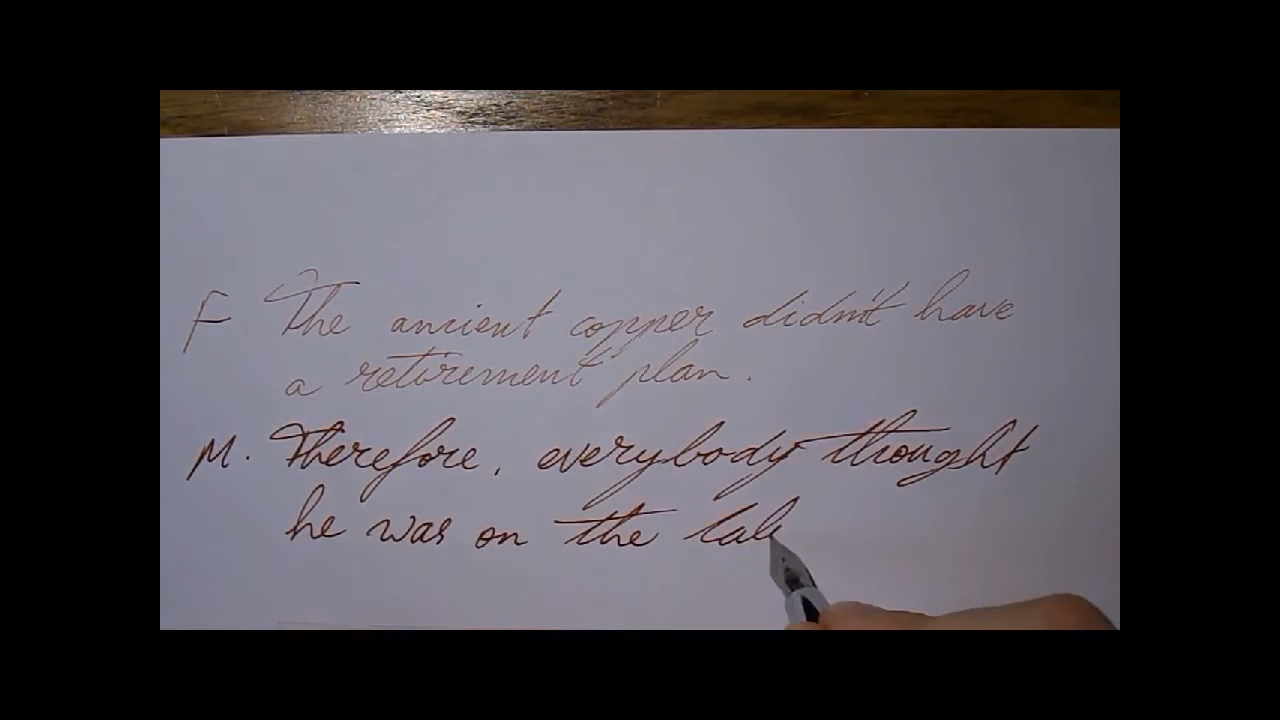 F The ancient copper didn't have
a retirement plan.
M. Therefore, everybody thought
he was on the